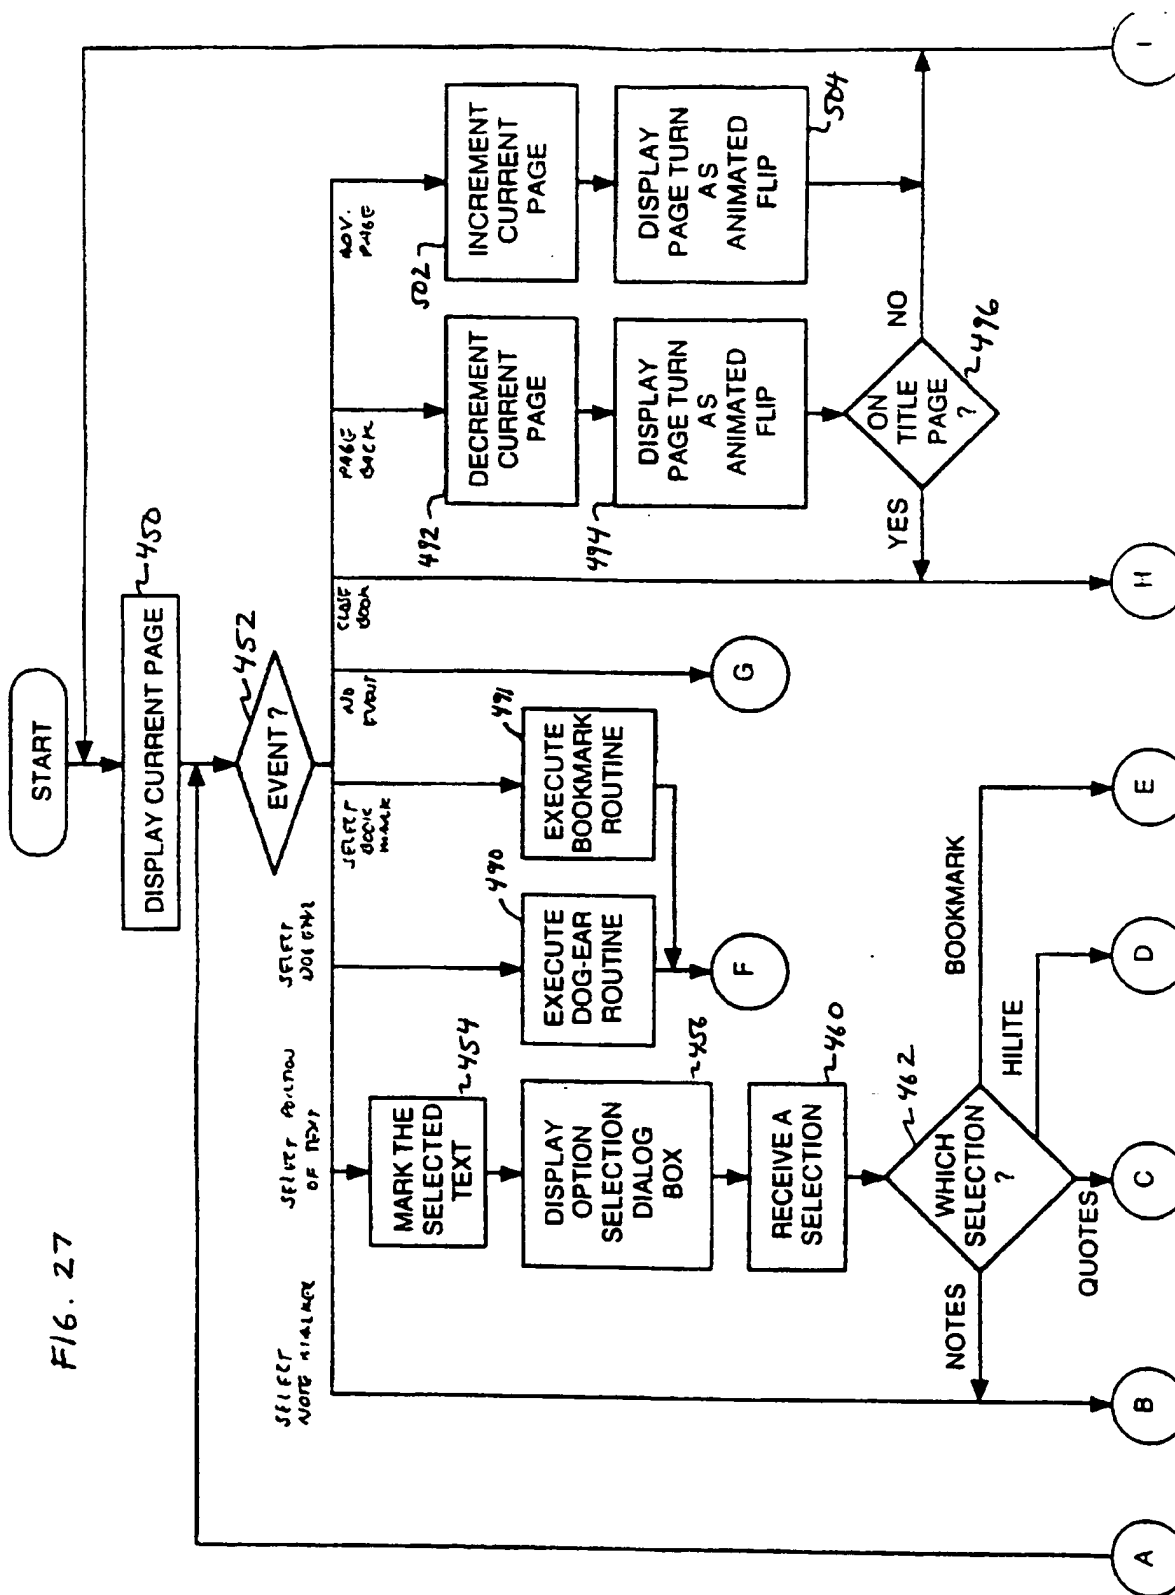 FIG. 27
START
DISPLAY CURRENT PAGE
450
EVENT ?
452
SELECT
NOTE MARKER
SELECT PORTION
OF TEXT
SELECT
DOG EAR
SELECT
BOOK
MARK
NO
EVENT
CLOSE
BOOK
PAGE
BACK
ADV.
PAGE
MARK THE
SELECTED
TEXT
454
DISPLAY
OPTION
SELECTION
DIALOG
BOX
456
RECEIVE A
SELECTION
460
WHICH
SELECTION
?
462
NOTES
QUOTES
HILITE
BOOKMARK
490
EXECUTE
DOG-EAR
ROUTINE
491
EXECUTE
BOOKMARK
ROUTINE
F
G
492
DECREMENT
CURRENT
PAGE
494
DISPLAY
PAGE TURN
AS
ANIMATED
FLIP
ON
TITLE
PAGE
?
496
YES
NO
502
INCREMENT
CURRENT
PAGE
DISPLAY
PAGE TURN
AS
ANIMATED
FLIP
504
A
B
C
D
E
H
I